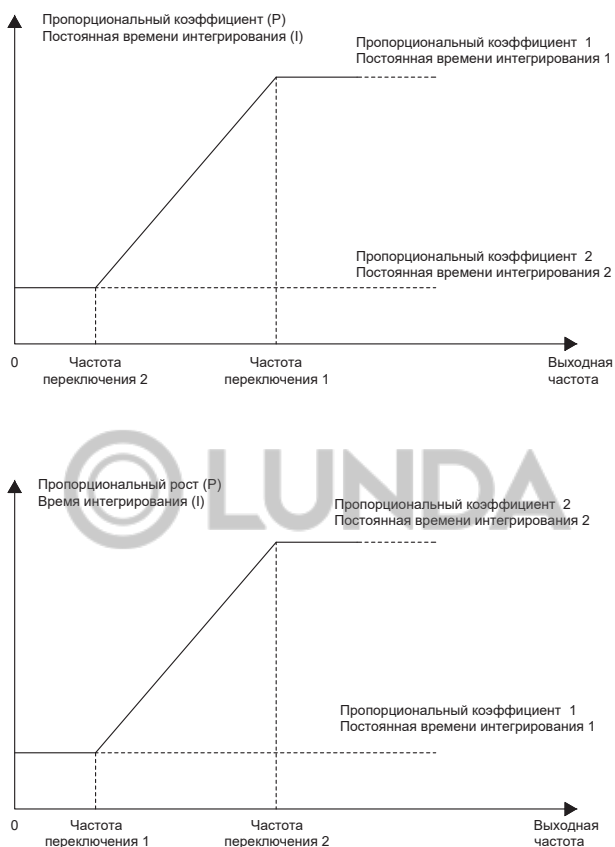 Пропорциональный коэффициент (P)
Постоянная времени интегрирования (I)
Пропорциональный коэффициент 1
Постоянная времени интегрирования 1
Пропорциональный коэффициент 2
Постоянная времени интегрирования 2
0
Частота
переключения 2
Частота
переключения 1
Выходная
частота
LUNDA
Пропорциональный рост (P)
Время интегрирования (I)
Пропорциональный коэффициент 2
Постоянная времени интегрирования 2
Пропорциональный коэффициент 1
Постоянная времени интегрирования 1
0
Частота
переключения 1
Частота
переключения 2
Выходная
частота